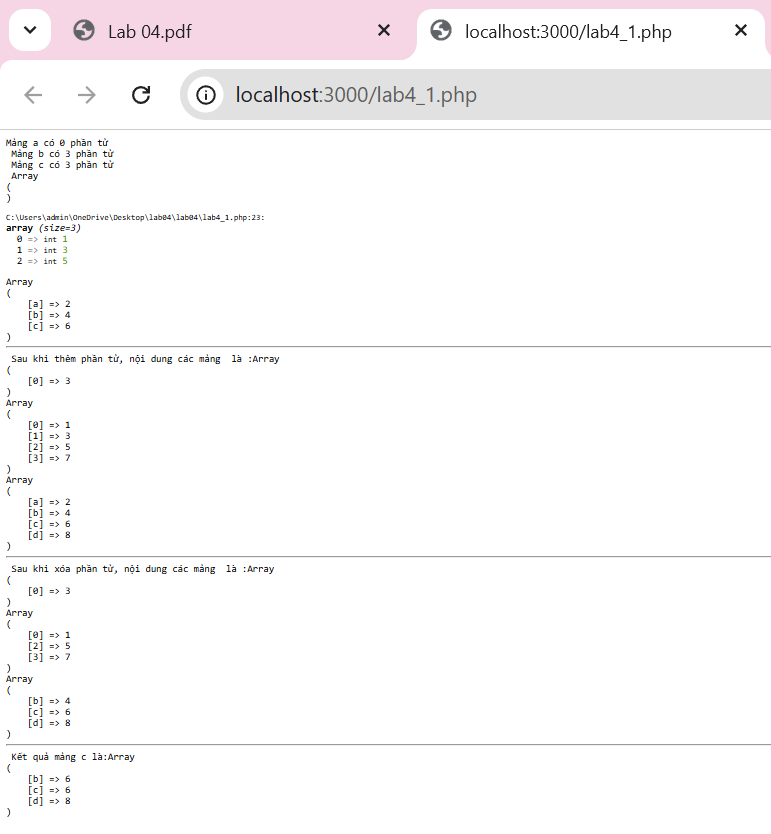 Lab 04.pdf
localhost:3000/lab4_1.php
localhost:3000/lab4_1.php
Mảng a có 0 phần tử
Mảng b có 3 phần tử
Mảng c có 3 phần tử
Array
(
)
C:\Users\admin\OneDrive\Desktop\lab04\lab04\lab4_1.php:23:
array (size=3)
0 => int 1
1 => int 3
2 => int 5
Array
(
[a] => 2
[b] => 4
[c] => 6
)
Sau khi thêm phần tử, nội dung các mảng là :Array
(
[0] => 3
)
Array
(
[0] => 1
[1] => 3
[2] => 5
[3] => 7
)
Array
(
[a] => 2
[b] => 4
[c] => 6
[d] => 8
)
Sau khi xóa phần tử, nội dung các mảng là :Array
(
[0] => 3
)
Array
(
[0] => 1
[2] => 5
[3] => 7
)
Array
(
[b] => 4
[c] => 6
[d] => 8
)
Kết quả mảng c là:Array
(
[b] => 6
[c] => 6
[d] => 8
)